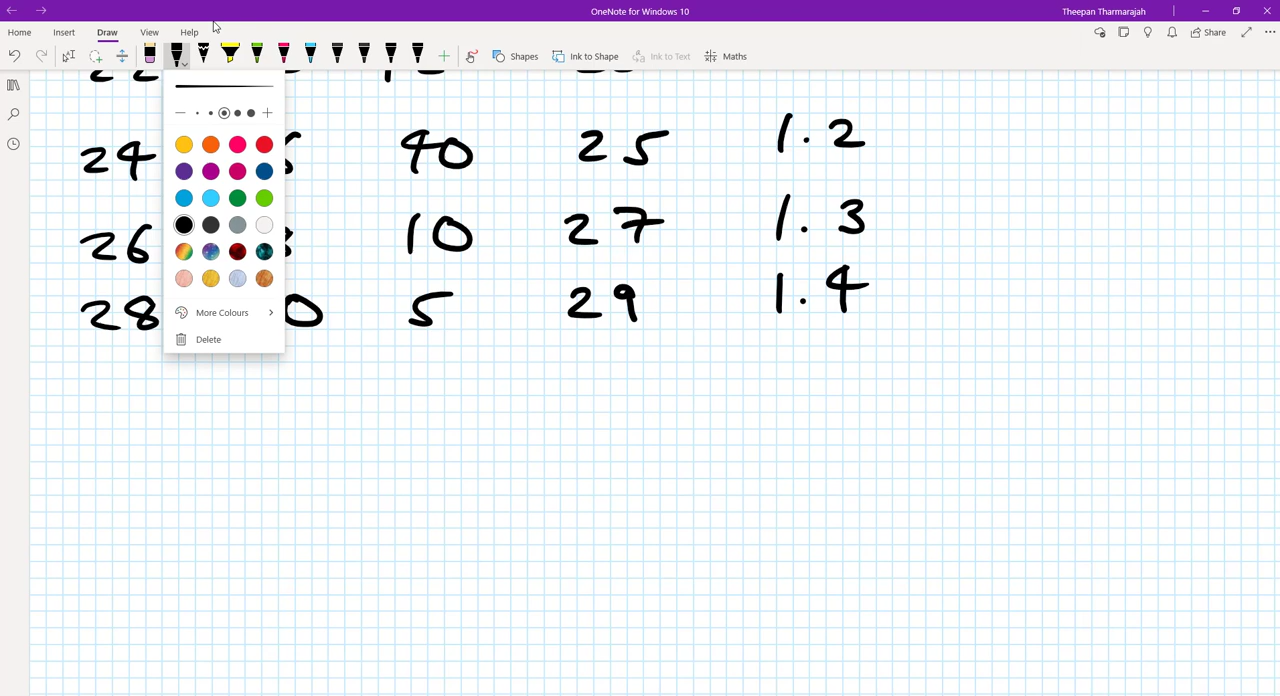 OneNote for Windows 10
Theepan Tharmarajah
Home Insert Draw View Help
Share
Shapes Ink to Shape Ink to Text Maths
24 40 25 1.2
26 10 27 1.3
28 0 5 29 1.4
More Colours
Delete